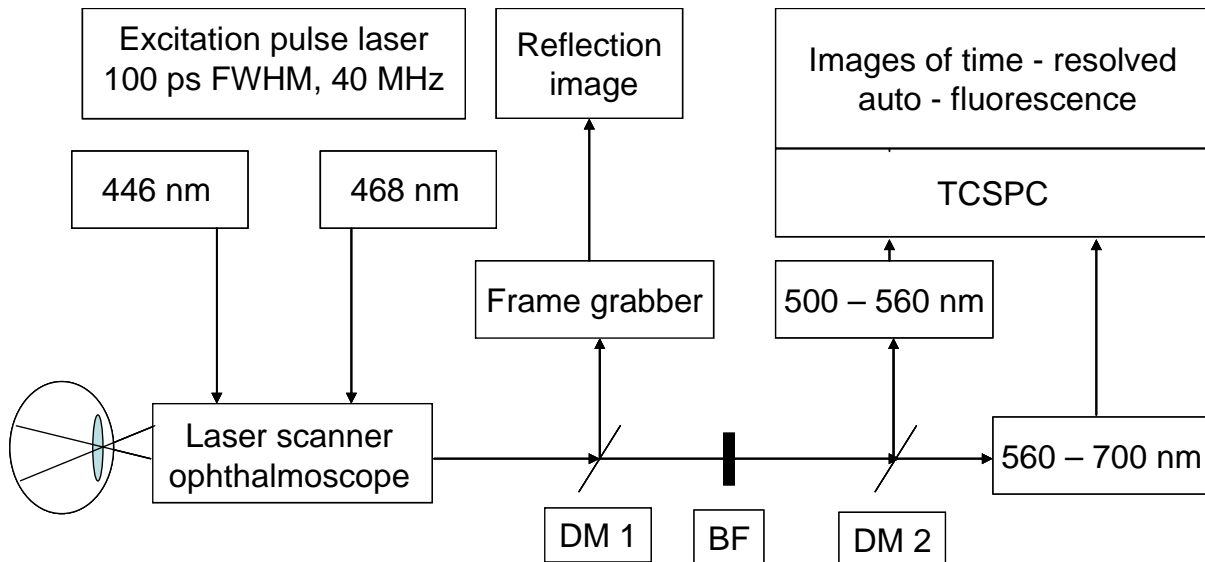 Excitation pulse laser
100 ps FWHM, 40 MHz
Reflection
image
Images of time - resolved
auto - fluorescence
446 nm
468 nm
TCSPC
Frame grabber
500 – 560 nm
Laser scanner
ophthalmoscope
560 – 700 nm
DM 1
BF
DM 2